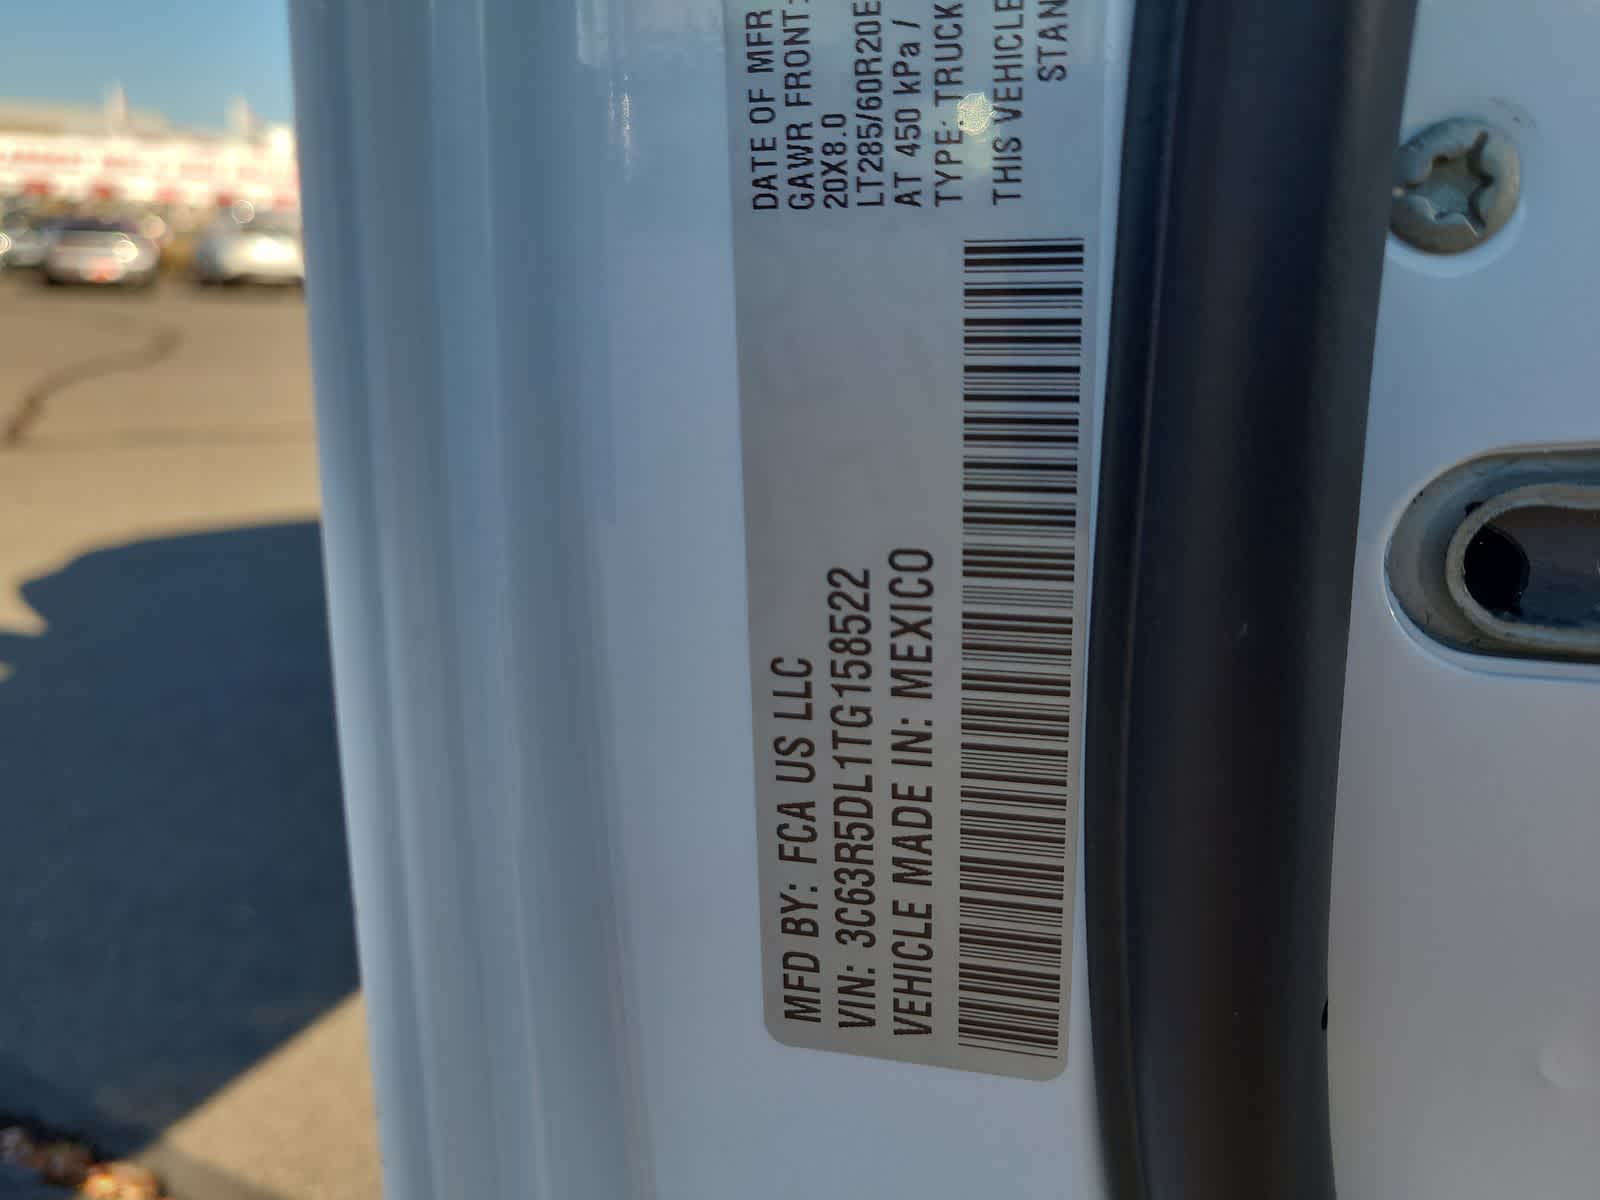 MFD BY: FCA US LLC
VIN: 3C63R5DL1TG158522
VEHICLE MADE IN: MEXICO
DATE OF MFR
GAWR FRONT:
20X8.0
LT285/60R20E
AT 450 kPa /
TYPE: TRUCK
THIS VEHICLE
STAN